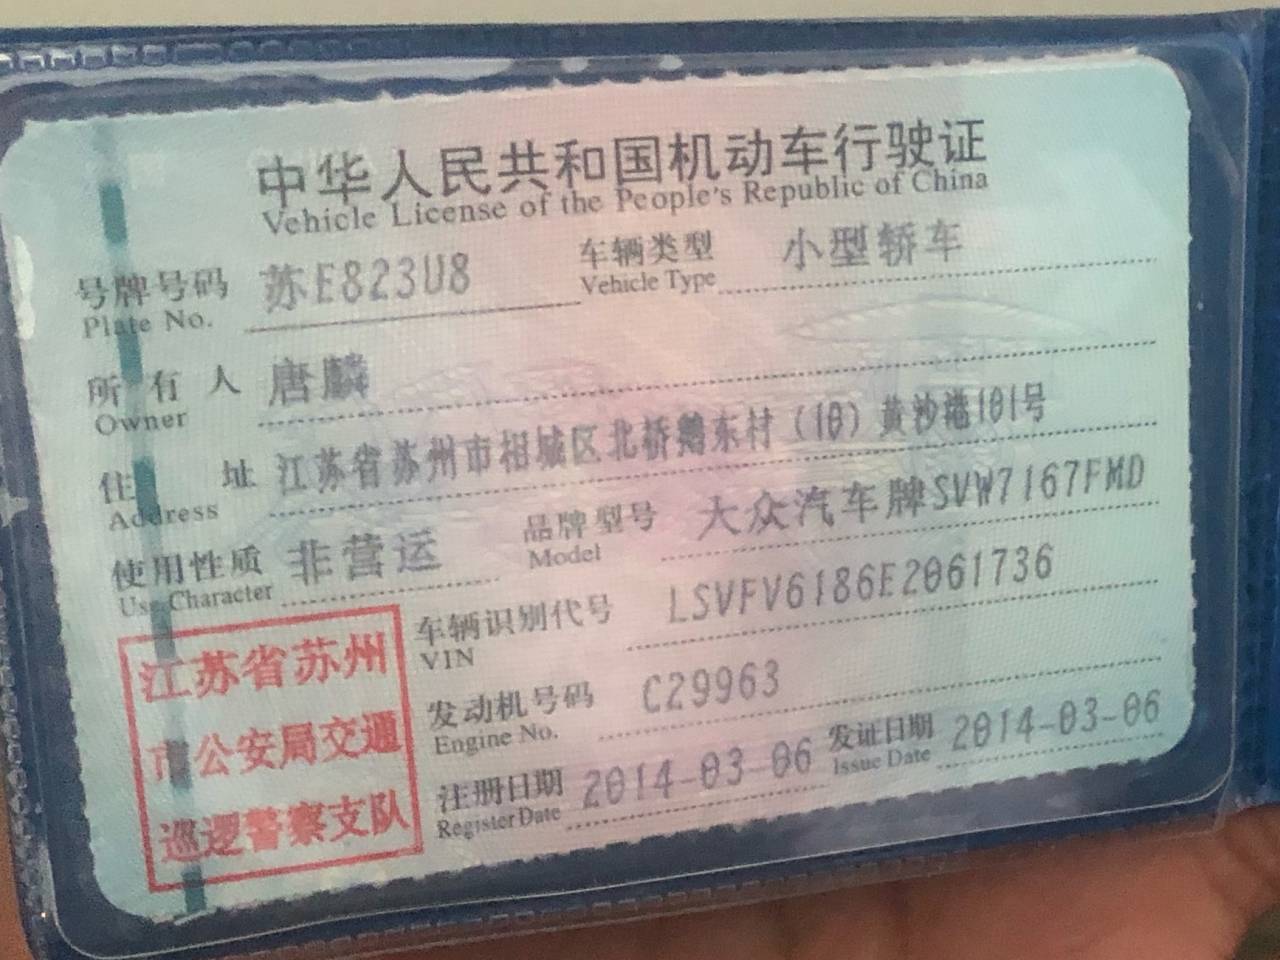 中华人民共和国机动车行驶证
Vehicle License of the People's Republic of China
号牌号码 苏E823U8 车辆类型 小型轿车
Plate No. Vehicle Type
所有人 唐麟
Owner
住址 江苏省苏州市相城区北桥鹅东村(10)黄沙港101号
Address
使用性质 非营运 品牌型号 大众汽车牌SVW7167FMD
Use Character Model
车辆识别代号 LSVFV6186E2061736
VIN
发动机号码 C29963
Engine No.
注册日期 2014-03-06 发证日期 2014-03-06
Register Date Issue Date
江苏省苏州
市公安局交通
巡逻警察支队